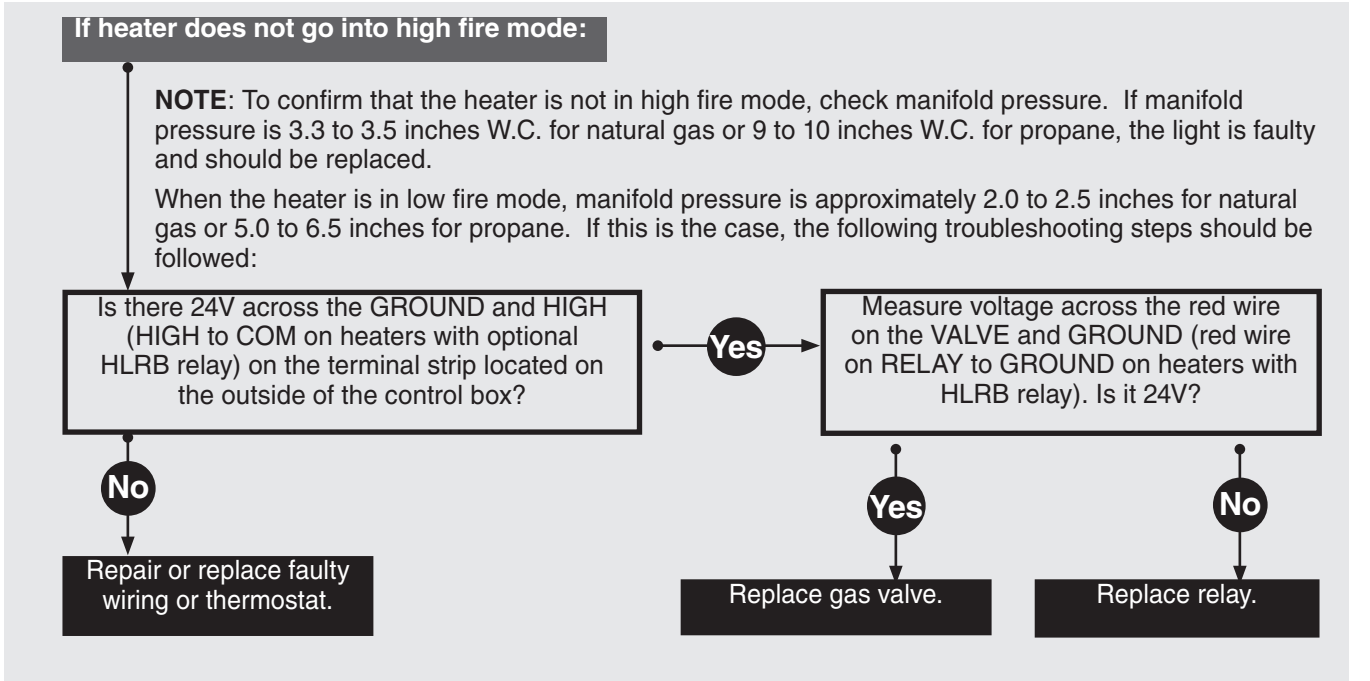 If heater does not go into high fire mode:
NOTE: To confirm that the heater is not in high fire mode, check manifold pressure.  If manifold
pressure is 3.3 to 3.5 inches W.C. for natural gas or 9 to 10 inches W.C. for propane, the light is faulty
and should be replaced.
When the heater is in low fire mode, manifold pressure is approximately 2.0 to 2.5 inches for natural
gas or 5.0 to 6.5 inches for propane.  If this is the case, the following troubleshooting steps should be
followed:
Is there 24V across the GROUND and HIGH
(HIGH to COM on heaters with optional
HLRB relay) on the terminal strip located on
the outside of the control box?
Yes
Measure voltage across the red wire
on the VALVE and GROUND (red wire
on RELAY to GROUND on heaters with
HLRB relay). Is it 24V?
No
Repair or replace faulty
wiring or thermostat.
Yes
Replace gas valve.
No
Replace relay.